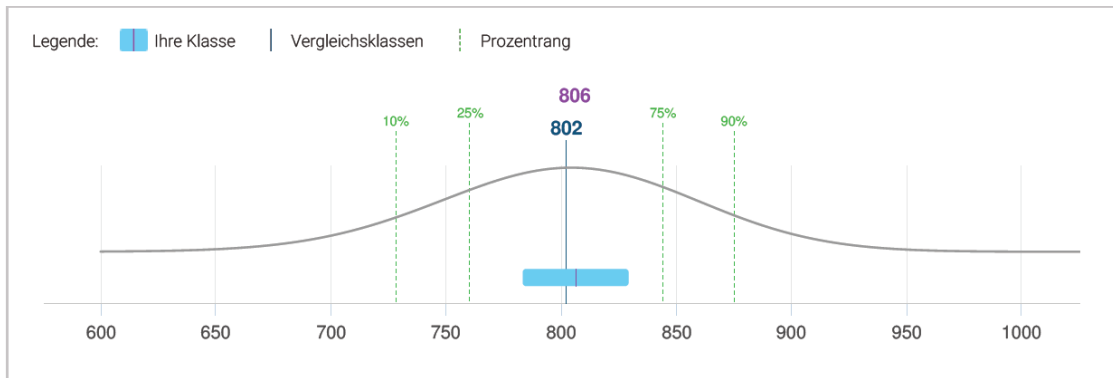 Legende: Ihre Klasse Vergleichsklassen Prozentrang
806
10% 25% 802 75% 90%
600 650 700 750 800 850 900 950 1000